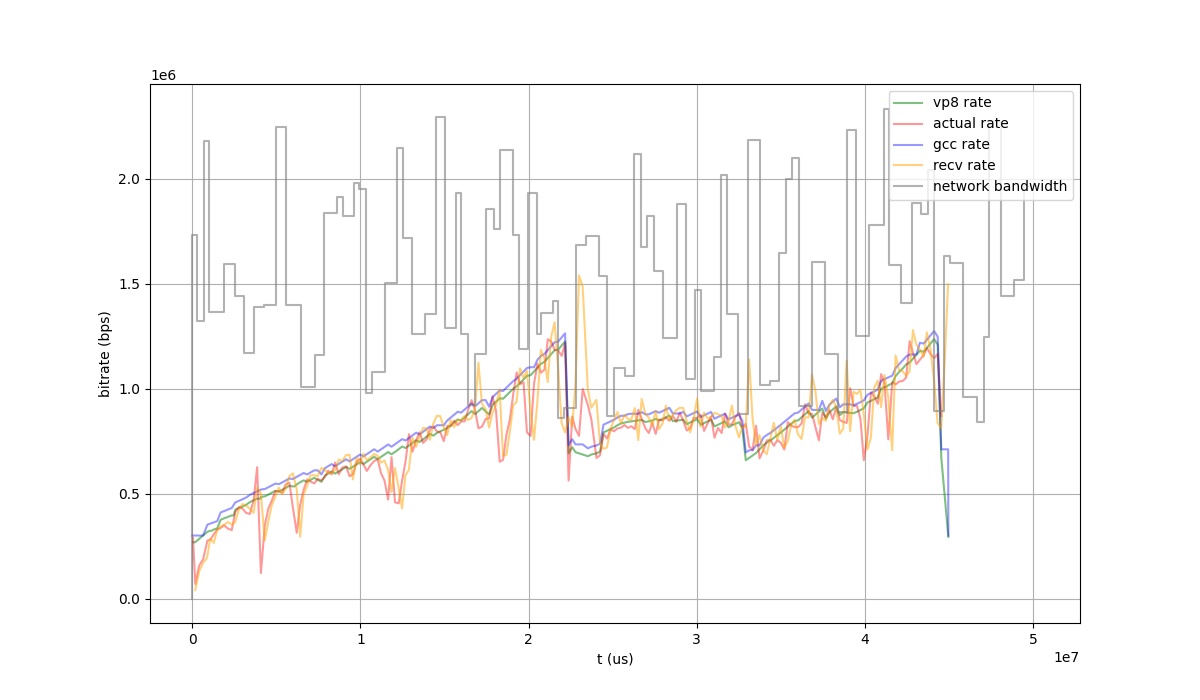 1e6
2.0
1.5
1.0
0.5
0.0
bitrate (bps)
vp8 rate
actual rate
gcc rate
recv rate
network bandwidth
0 1 2 3 4 5
t (us)
1e7